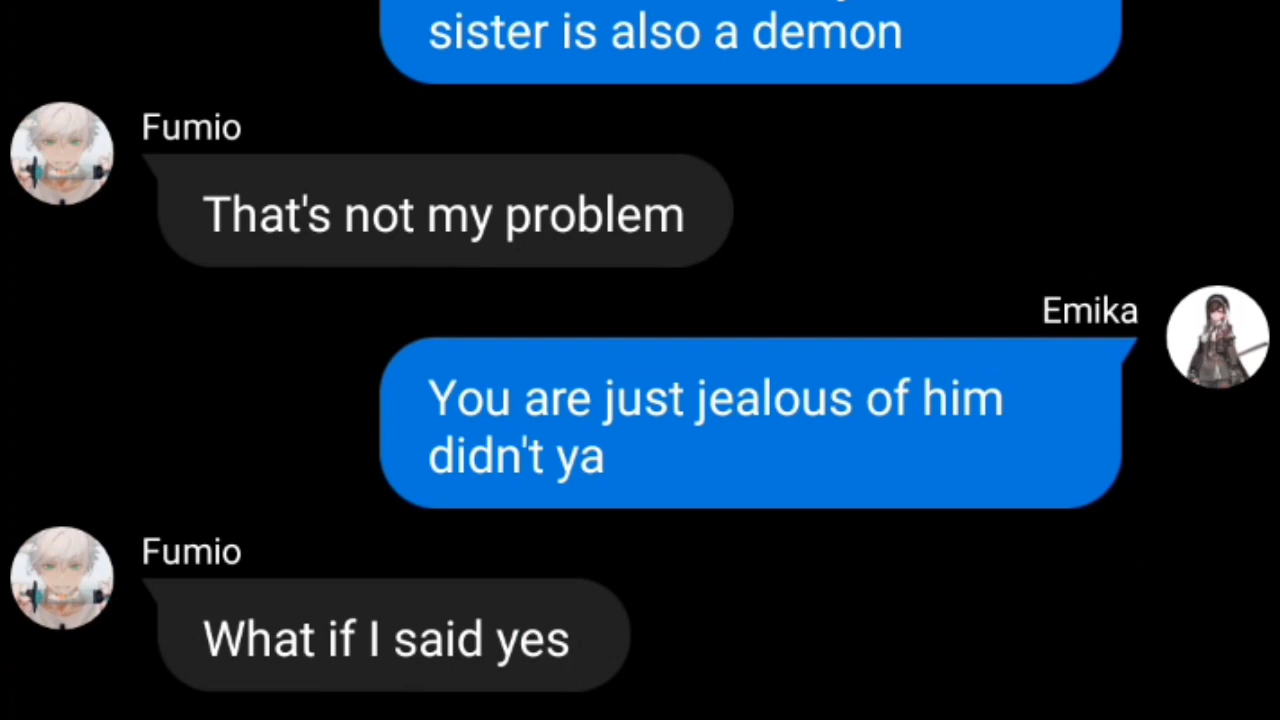 sister is also a demon
Fumio
That's not my problem
Emika
You are just jealous of him
didn't ya
Fumio
What if I said yes